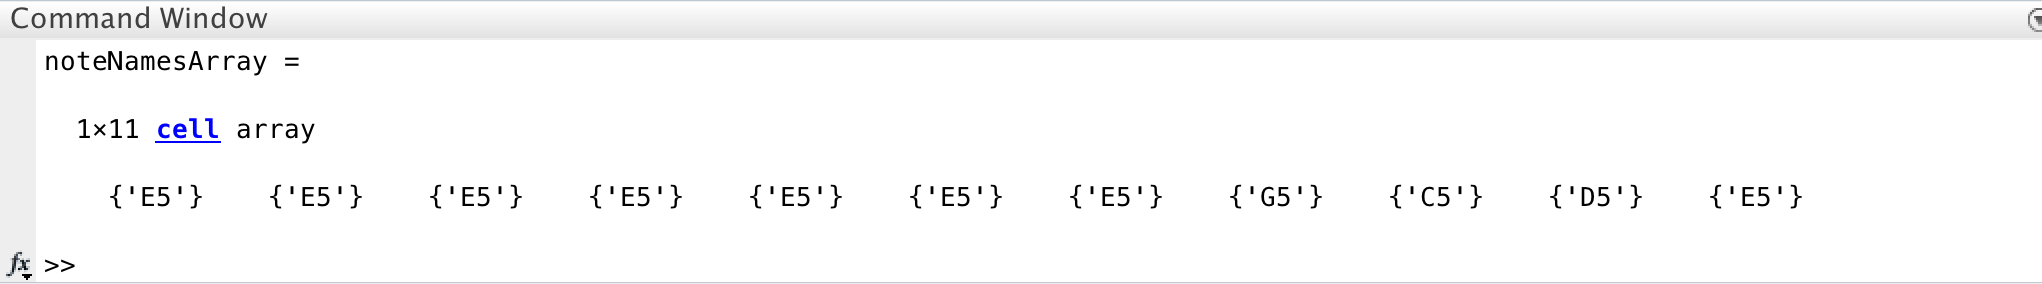 Command Window
noteNamesArray =
1×11 cell array
{'E5'} {'E5'} {'E5'} {'E5'} {'E5'} {'E5'} {'E5'} {'G5'} {'C5'} {'D5'} {'E5'}
fx >>